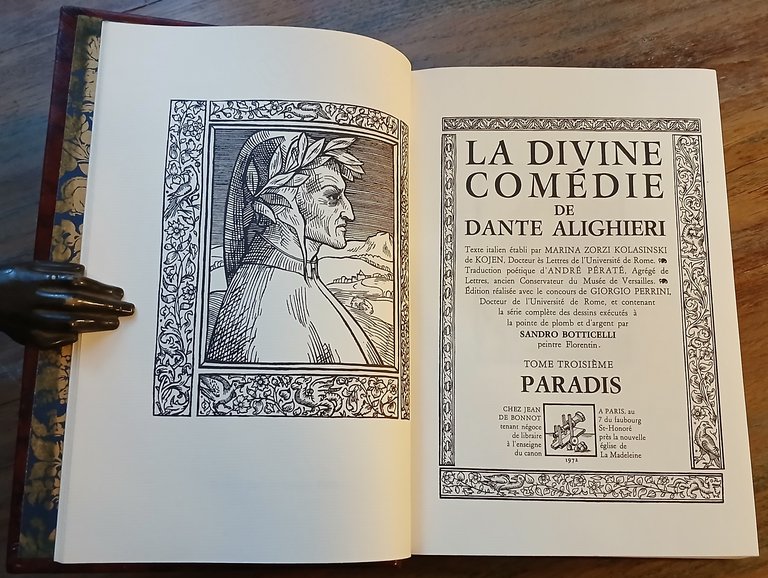 LA DIVINE
COMÉDIE
DE
DANTE ALIGHIERI
Texte italien établi par MARINA ZORZI KOLASINSKI
de KOJEN, Docteur ès Lettres de l'Université de Rome.
Traduction poétique d'ANDRÉ PÉRATÉ, Agrégé de
Lettres, ancien Conservateur du Musée de Versailles.
Édition réalisée avec le concours de GIORGIO PERRINI,
Docteur de l'Université de Rome, et contenant
la série complète des dessins exécutés à
la pointe de plomb et d'argent par
SANDRO BOTTICELLI
peintre Florentin.
TOME TROISIÈME
PARADIS
CHEZ JEAN
DE BONNOT
tenant négoce
de libraire
à l'enseigne
du canon
1972
A PARIS, au
7 du faubourg
St-Honoré
près la nouvelle
église de
La Madeleine